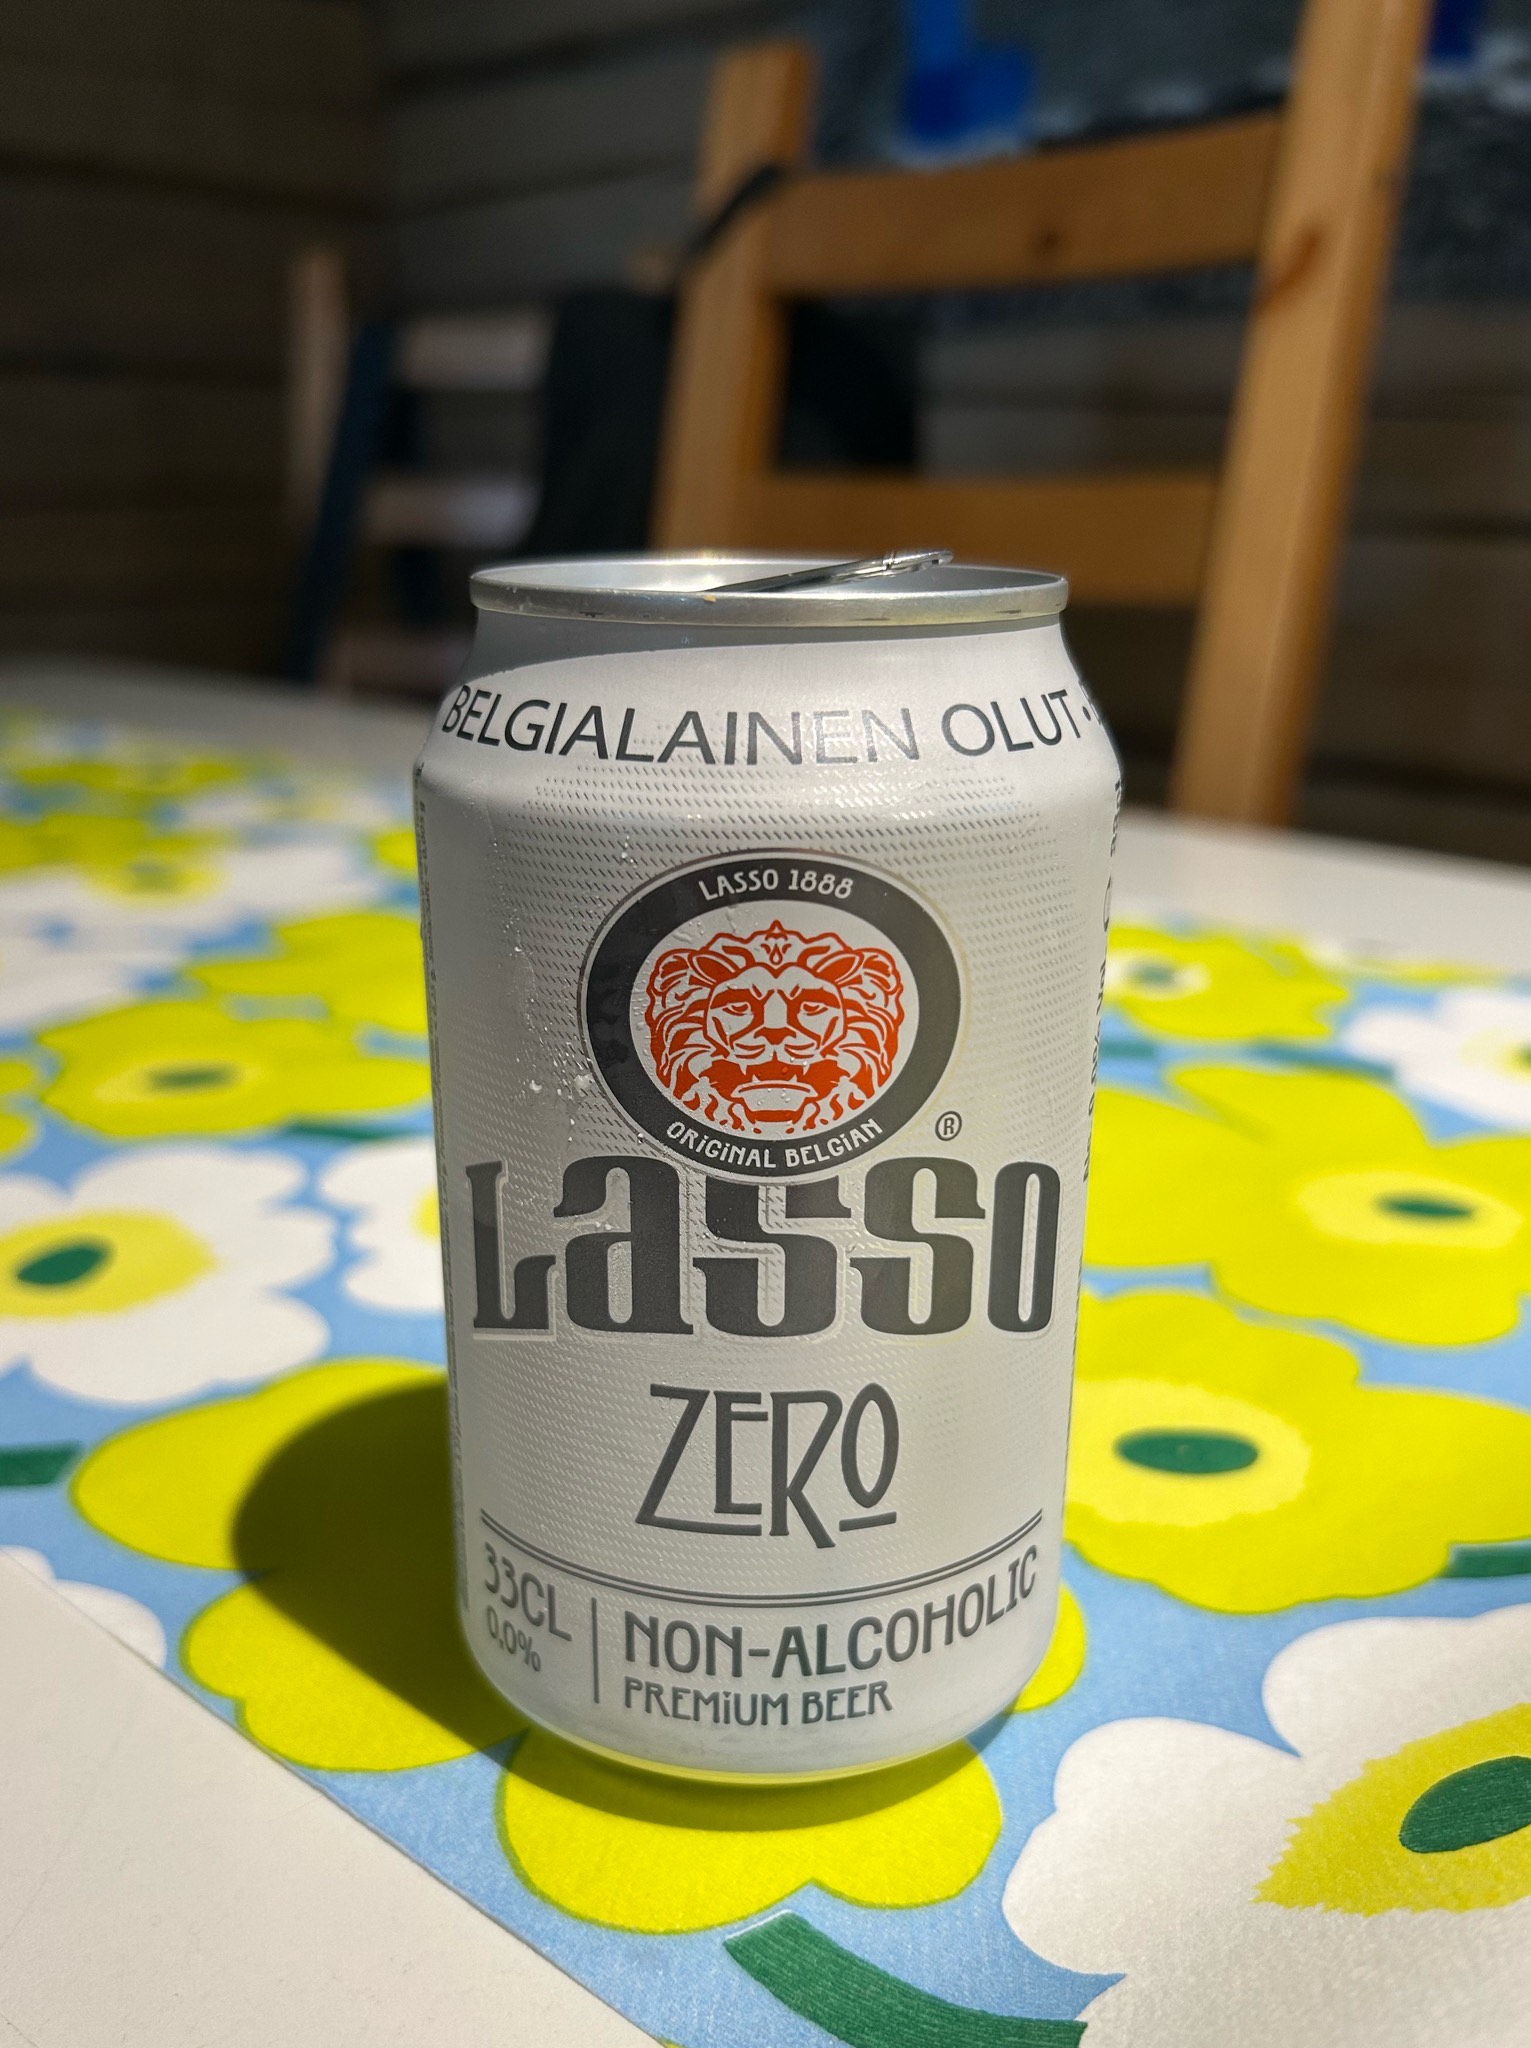 BELGIALAINEN OLUT
LASSO 1888
ORiGiNAL BELGiAN
®
Lasso
ZERO
33CL
0.0%
NON-ALCOHOLIC
PREMiUM BEER